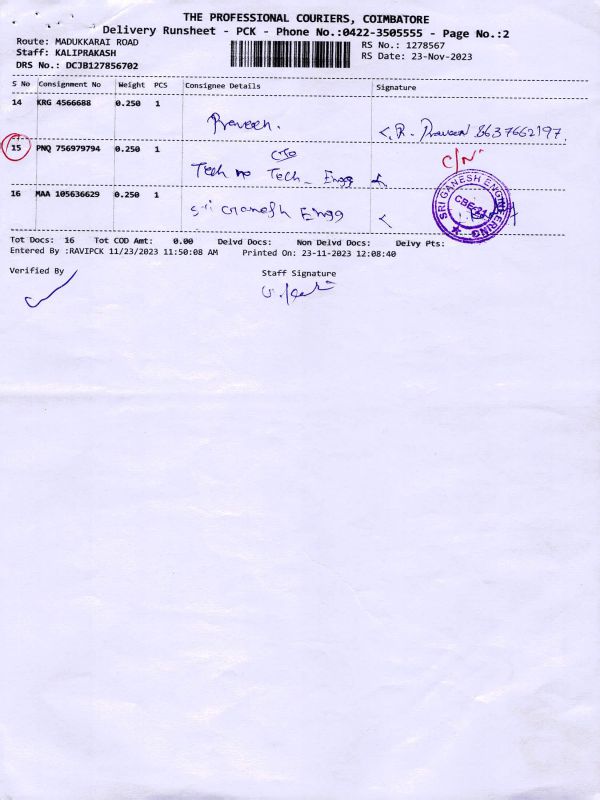 THE PROFESSIONAL COURIERS, COIMBATORE
Delivery Runsheet - PCK - Phone No.:0422-3505555 - Page No.:2
Route: MADUKKARAI ROAD
Staff: KALIPRAKASH
DRS No.: DCJB127856702
RS No.: 1278567
RS Date: 23-Nov-2023
S No Consignment No Weight PCS Consignee Details Signature
14 KRG 4566688 0.250 1
Praveen. R. Praveen 8637662197
15 PNQ 756979794 0.250 1
C/N
Techno Tech Engg
16 MAA 105636629 0.250 1
Sri Ganesh Engg
SRI GANESH ENGINEERING
CBE-24
Tot Docs: 16 Tot COD Amt: 0.00 Delvd Docs: Non Delvd Docs: Delvy Pts:
Entered By :RAVIPCK 11/23/2023 11:50:08 AM Printed On: 23-11-2023 12:08:40
Verified By Staff Signature